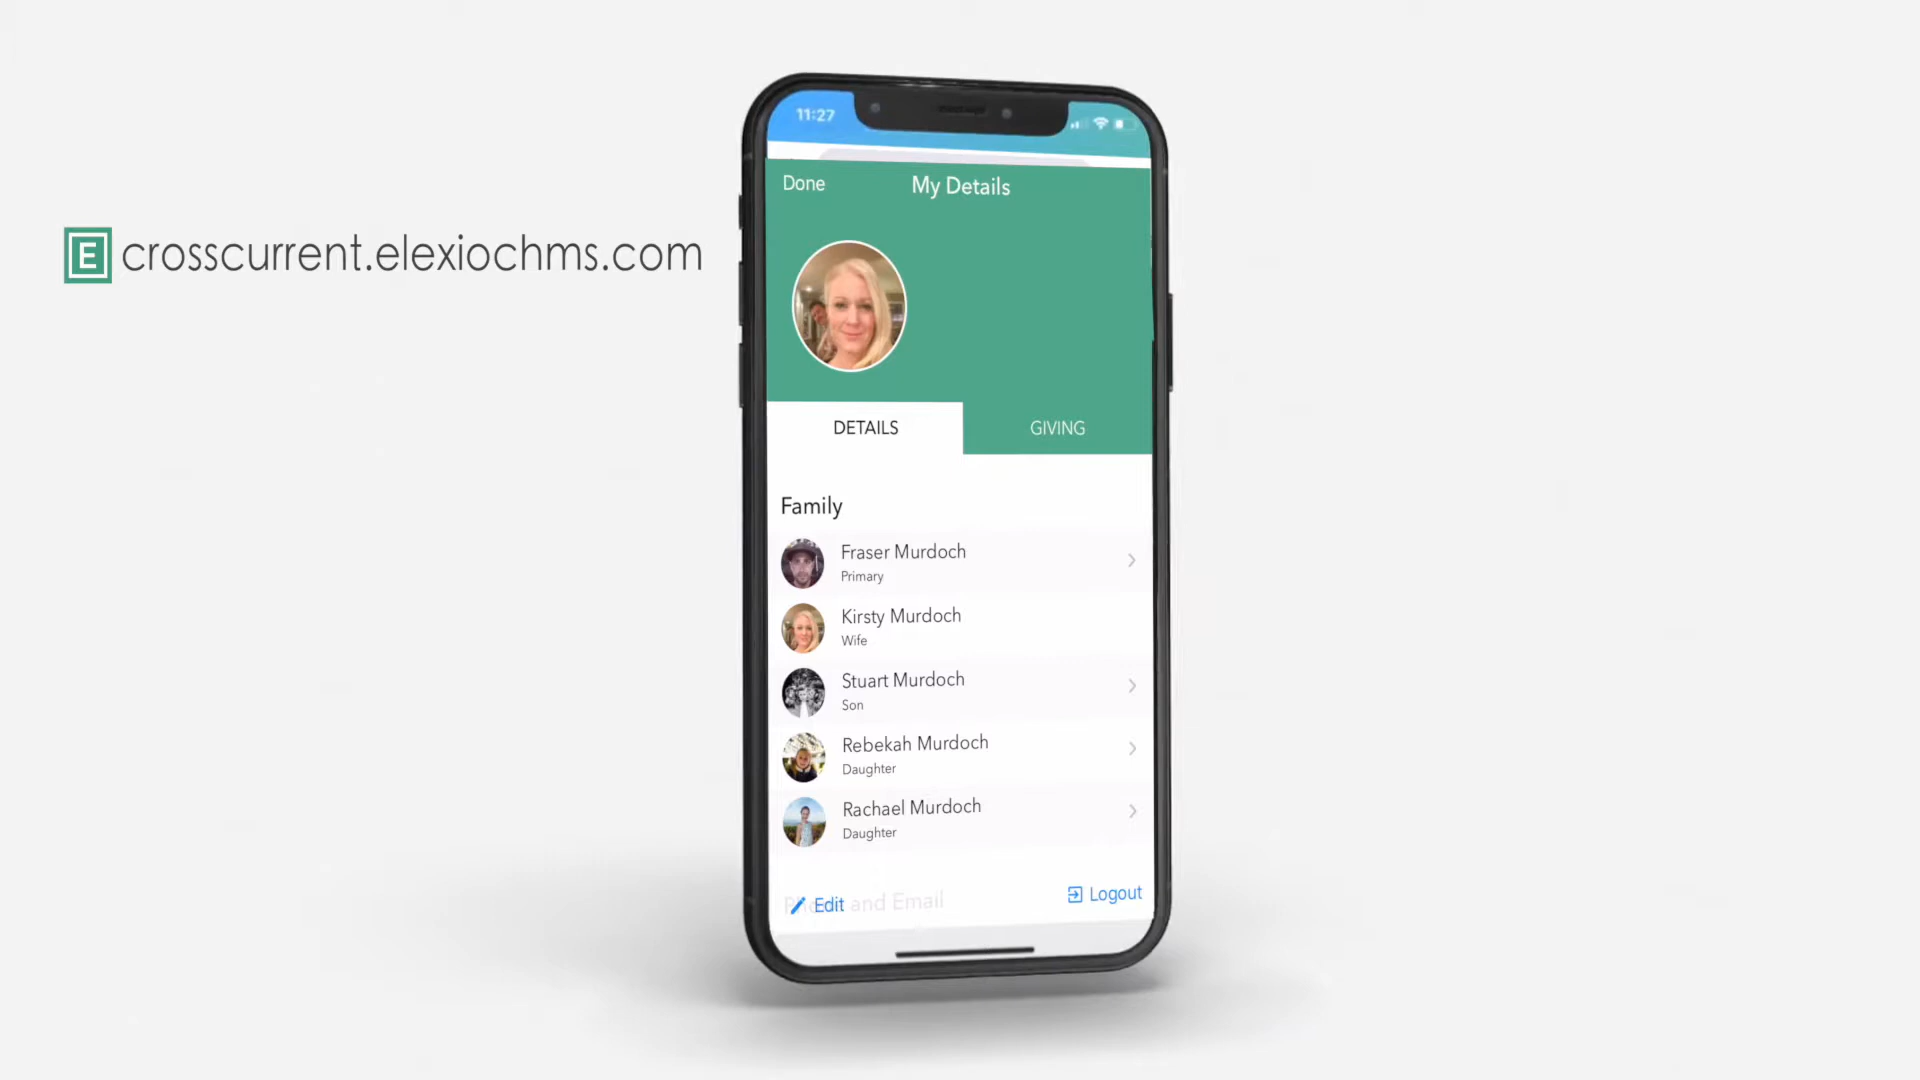 11:27
Done
My Details
E crosscurrent.elexiochms.com
DETAILS
GIVING
Family
Fraser Murdoch
Primary
Kirsty Murdoch
Wife
Stuart Murdoch
Son
Rebekah Murdoch
Daughter
Rachael Murdoch
Daughter
Phone and Email
Edit
Logout